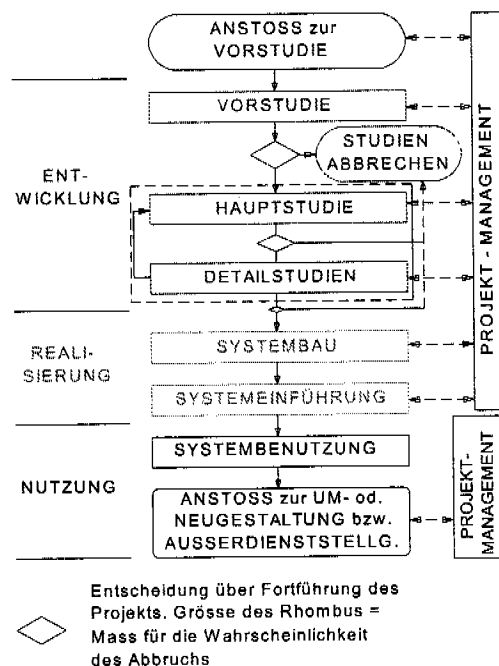 ANSTOSS zur
VORSTUDIE
VORSTUDIE
STUDIEN
ABBRECHEN
ENT-
WICKLUNG
HAUPTSTUDIE
DETAILSTUDIEN
PROJEKT - MANAGEMENT
REALI-
SIERUNG
SYSTEMBAU
SYSTEMEINFÜHRUNG
NUTZUNG
SYSTEMBENUTZUNG
ANSTOSS zur UM- od.
NEUGESTALTUNG bzw.
AUSSERDIENSTSTELLG.
PROJEKT-
MANAGEMENT
Entscheidung über Fortführung des
Projekts. Grösse des Rhombus =
Mass für die Wahrscheinlichkeit
des Abbruchs